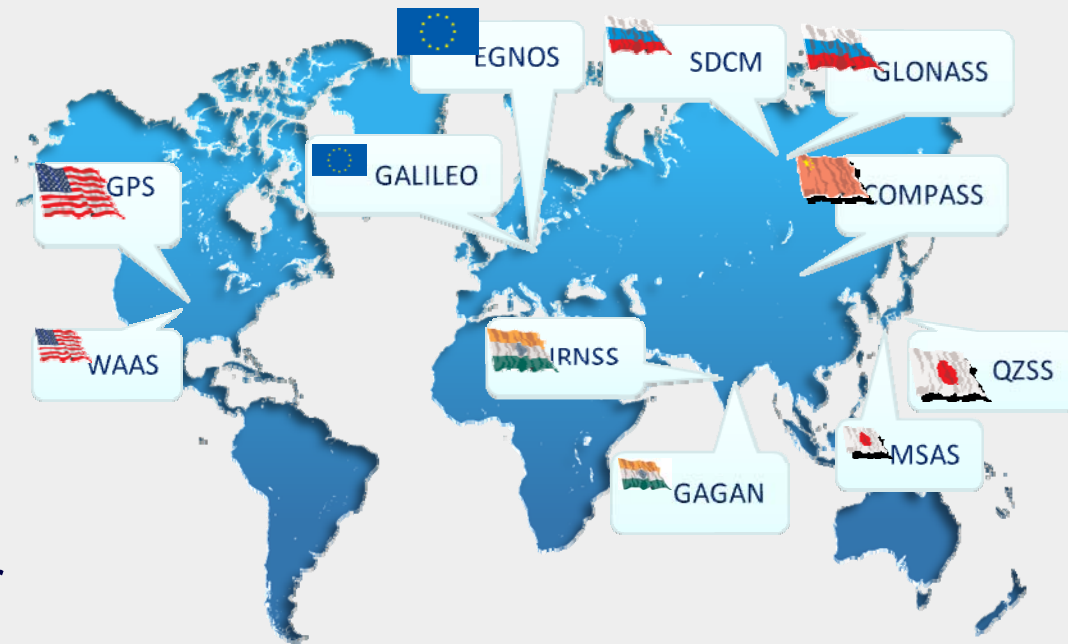 EGNOS
SDCM
GLONASS
GALILEO
GPS
COMPASS
WAAS
IRNSS
QZSS
MSAS
GAGAN